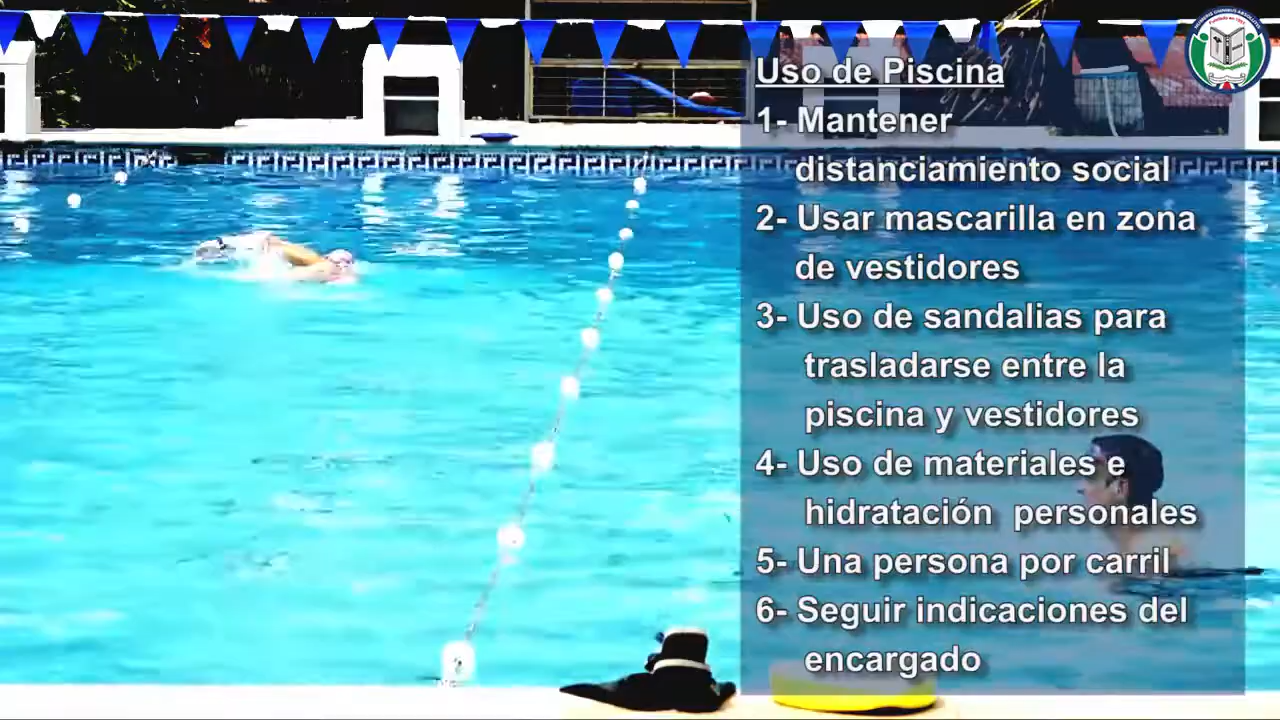 Uso de Piscina
1- Mantener
distanciamiento social
2- Usar mascarilla en zona
de vestidores
3- Uso de sandalias para
trasladarse entre la
piscina y vestidores
4- Uso de materiales e
hidratación personales
5- Una persona por carril
6- Seguir indicaciones del
encargado